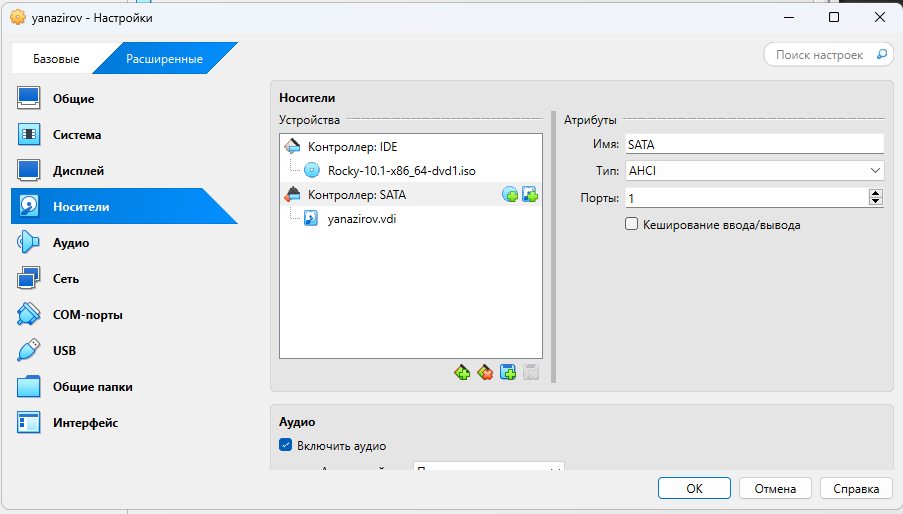 yanazirov - Настройки
Базовые
Расширенные
Поиск настроек
Общие
Система
Дисплей
Носители
Аудио
Сеть
COM-порты
USB
Общие папки
Интерфейс
Носители
Устройства
Контроллер: IDE
Rocky-10.1-x86_64-dvd1.iso
Контроллер: SATA
yanazirov.vdi
Атрибуты
Имя: SATA
Тип: AHCI
Порты: 1
Кеширование ввода/вывода
Аудио
Включить аудио
OK
Отмена
Справка